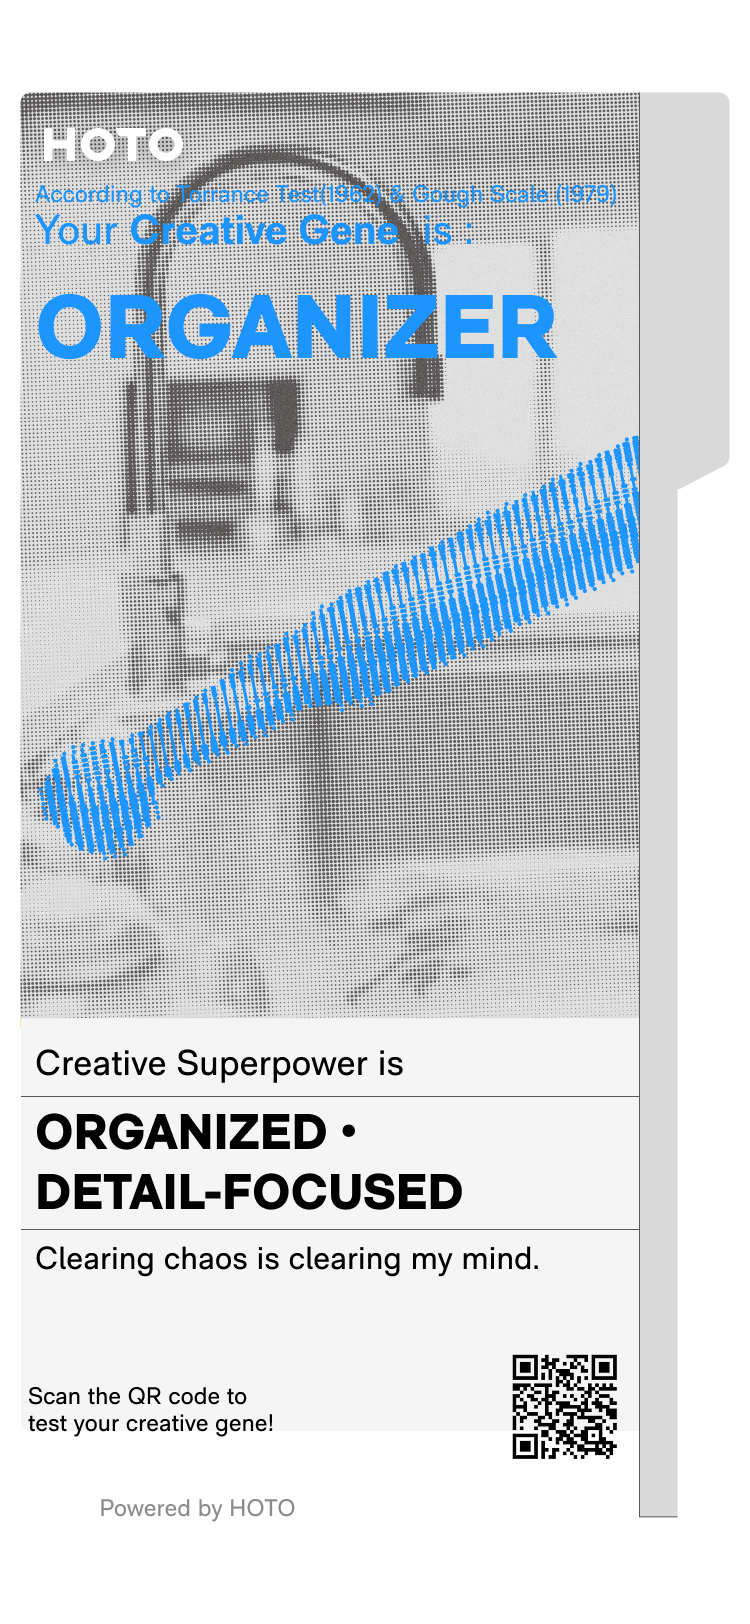 HOTO
According to Torrance Test(1962) & Gough Scale (1979)
Your Creative Gene is :
ORGANIZER
Creative Superpower is
ORGANIZED •
DETAIL-FOCUSED
Clearing chaos is clearing my mind.
Scan the QR code to
test your creative gene!
Powered by HOTO